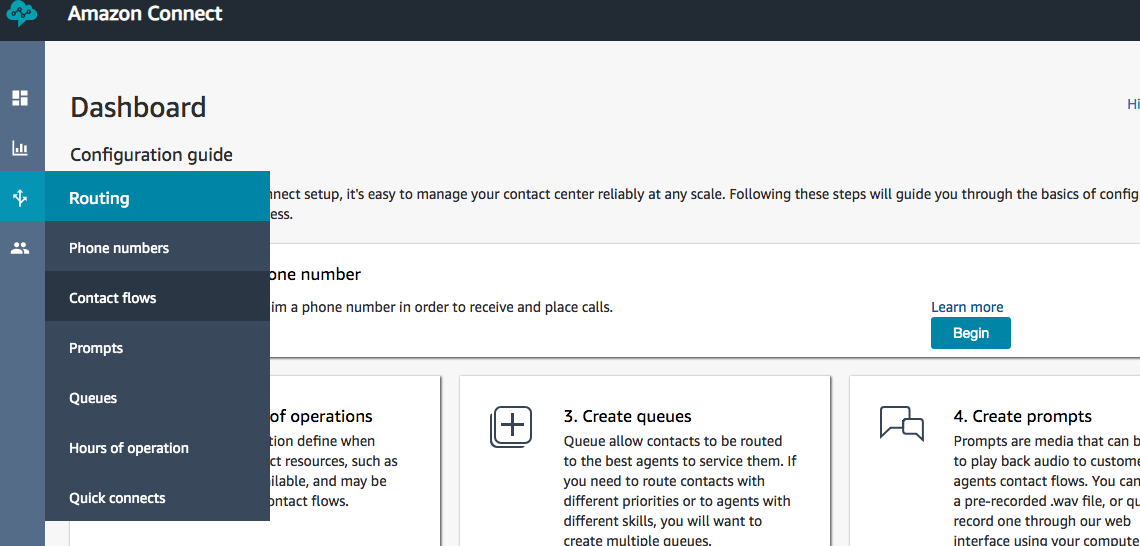 Amazon Connect
Dashboard
Hi
Configuration guide
Routing
Phone numbers
Contact flows
Prompts
Queues
Hours of operation
Quick connects
nnect setup, it's easy to manage your contact center reliably at any scale. Following these steps will guide you through the basics of config
ess.
one number
im a phone number in order to receive and place calls.
Learn more
Begin
of operations
tion define when
ct resources, such as
ilable, and may be
ontact flows.
3. Create queues
Queue allow contacts to be routed
to the best agents to service them. If
you need to route contacts with
different priorities or to agents with
different skills, you will want to
create multiple queues.
4. Create prompts
Prompts are media that can b
to play back audio to custome
agents contact flows. You can
a pre-recorded .wav file, or qu
record one through our web
interface using your compute